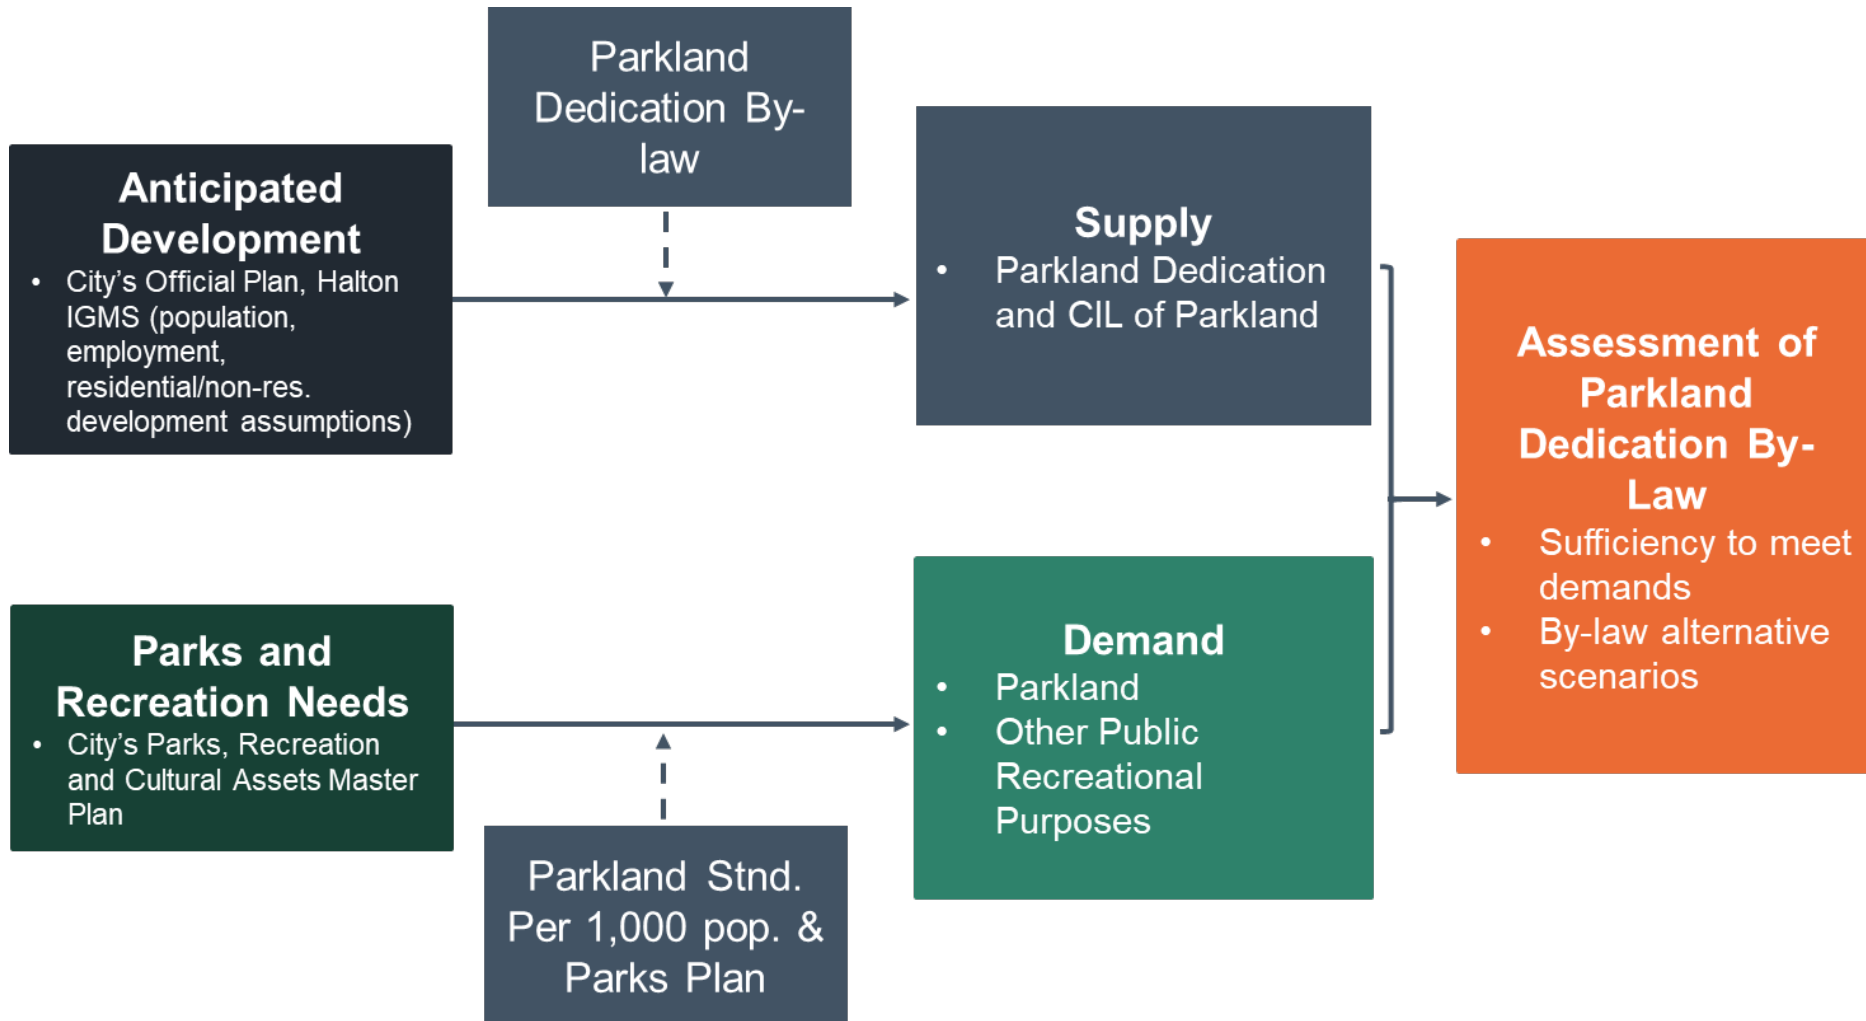 Parkland
Dedication By-
law
Anticipated
Development
• City's Official Plan, Halton
IGMS (population,
employment,
residential/non-res.
development assumptions)
Supply
• Parkland Dedication
and CIL of Parkland
Assessment of
Parkland
Dedication By-
Law
• Sufficiency to meet
demands
• By-law alternative
scenarios
Parks and
Recreation Needs
• City's Parks, Recreation
and Cultural Assets Master
Plan
Demand
• Parkland
• Other Public
Recreational
Purposes
Parkland Stnd.
Per 1,000 pop. &
Parks Plan